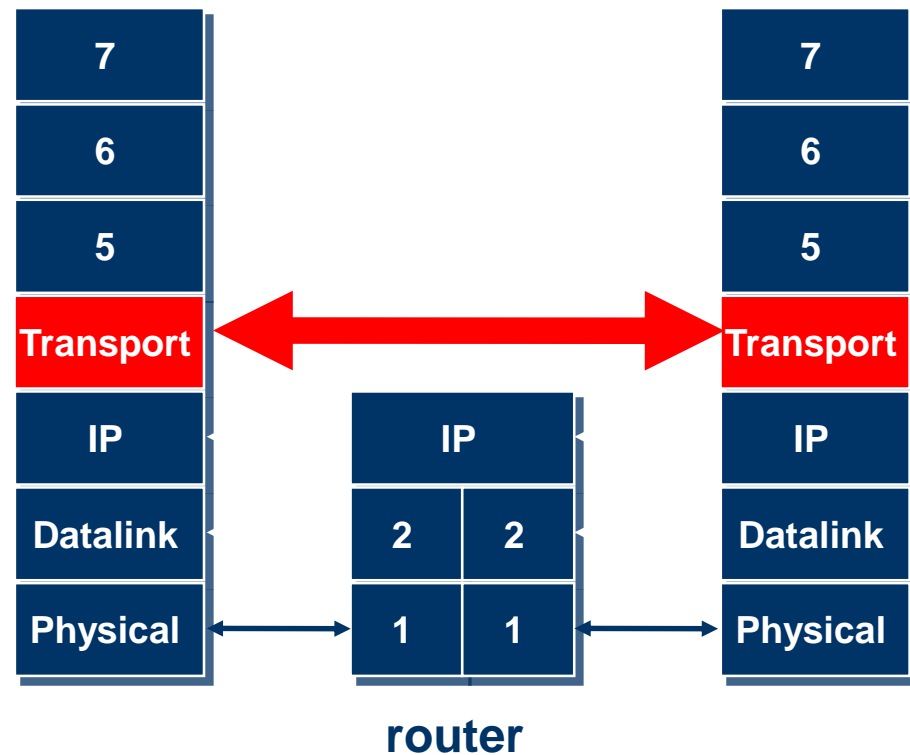 7
6
5
Transport
IP
Datalink
Physical
IP
2 2
1 1
router
7
6
5
Transport
IP
Datalink
Physical